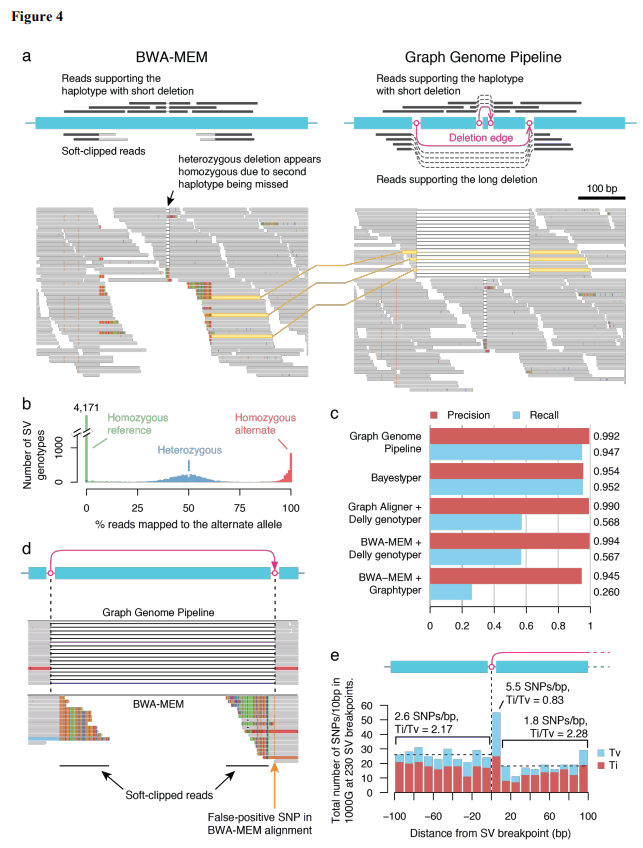 Figure 4
a
BWA-MEM
Graph Genome Pipeline
Reads supporting the
haplotype with short deletion
Soft-clipped reads
heterozygous deletion appears
homozygous due to second
haplotype being missed
Reads supporting the haplotype
with short deletion
Deletion edge
Reads supporting the long deletion
100 bp
b
4,171
Homozygous
reference
Heterozygous
Homozygous
alternate
Number of SV
genotypes
1000
0
0
25
50
75
100
% reads mapped to the alternate allele
c
Precision
Recall
Graph Genome
Pipeline
0.992
0.947
Bayestyper
0.954
0.952
Graph Aligner +
Delly genotyper
0.990
0.568
BWA-MEM +
Delly genotyper
0.994
0.567
BWA−MEM +
Graphtyper
0.945
0.260
0
0.2
0.4
0.6
0.8
1
d
Graph Genome Pipeline
BWA-MEM
Soft-clipped reads
False-positive SNP in
BWA-MEM alignment
e
5.5 SNPs/bp,
Ti/Tv = 0.83
2.6 SNPs/bp,
Ti/Tv = 2.17
1.8 SNPs/bp,
Ti/Tv = 2.28
Total number of SNPs/10bp in
1000G at 230 SV breakpoints.
60
50
40
30
20
10
0
Tv
Ti
−100
−80
−60
−40
−20
0
20
40
60
80
100
Distance from SV breakpoint (bp)